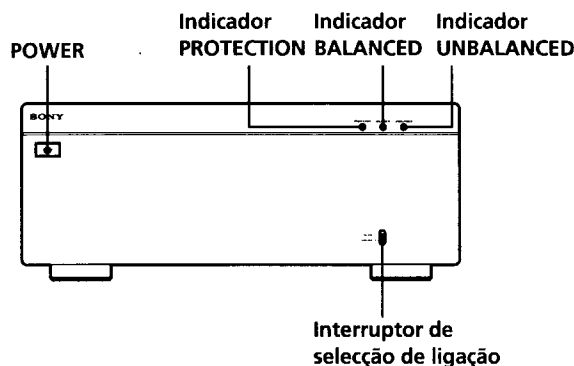 Indicador
PROTECTION
Indicador
BALANCED
Indicador
UNBALANCED
POWER
SONY
Interruptor de
selecção de ligação